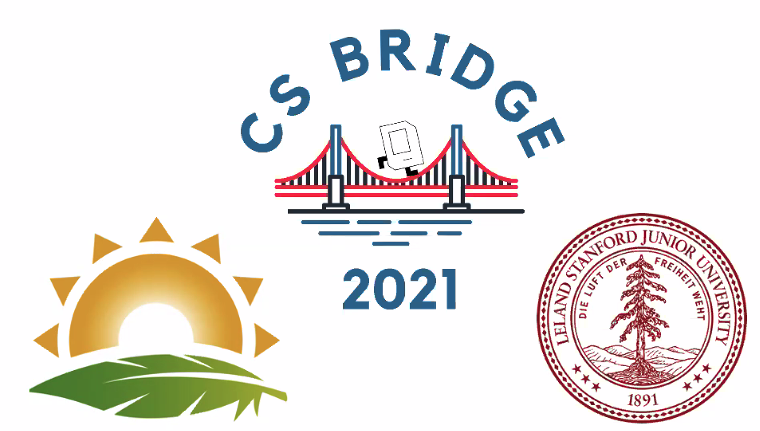 CS BRIDGE
2021
LELAND STANFORD JUNIOR UNIVERSITY
DIE LUFT DER FREIHEIT WEHT
1891